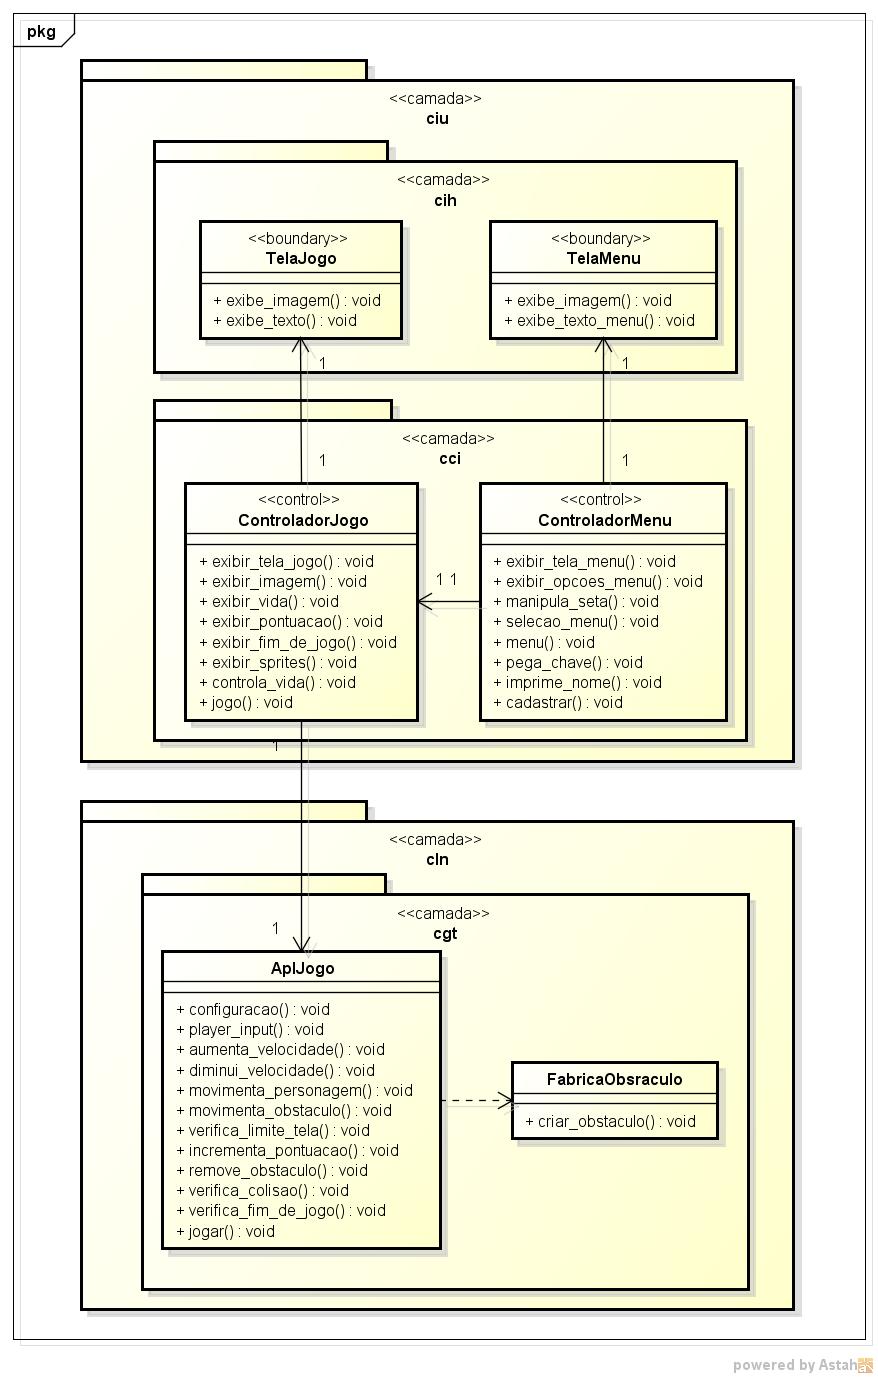 pkg
<<camada>>
ciu
<<camada>>
cih
<<boundary>>
TelaJogo
+ exibe_imagem() : void
+ exibe_texto() : void
<<boundary>>
TelaMenu
+ exibe_imagem() : void
+ exibe_texto_menu() : void
1
1
<<camada>>
cci
1
1
<<control>>
ControladorJogo
+ exibir_tela_jogo() : void
+ exibir_imagem() : void
+ exibir_vida() : void
+ exibir_pontuacao() : void
+ exibir_fim_de_jogo() : void
+ exibir_sprites() : void
+ controla_vida() : void
+ jogo() : void
1 1
<<control>>
ControladorMenu
+ exibir_tela_menu() : void
+ exibir_opcoes_menu() : void
+ manipula_seta() : void
+ selecao_menu() : void
+ menu() : void
+ pega_chave() : void
+ imprime_nome() : void
+ cadastrar() : void
1
<<camada>>
cln
<<camada>>
cgt
1
AplJogo
+ configuracao() : void
+ player_input() : void
+ aumenta_velocidade() : void
+ diminui_velocidade() : void
+ movimenta_personagem() : void
+ movimenta_obstaculo() : void
+ verifica_limite_tela() : void
+ incrementa_pontuacao() : void
+ remove_obstaculo() : void
+ verifica_colisao() : void
+ verifica_fim_de_jogo() : void
+ jogar() : void
FabricaObsraculo
+ criar_obstaculo() : void
powered by Astah